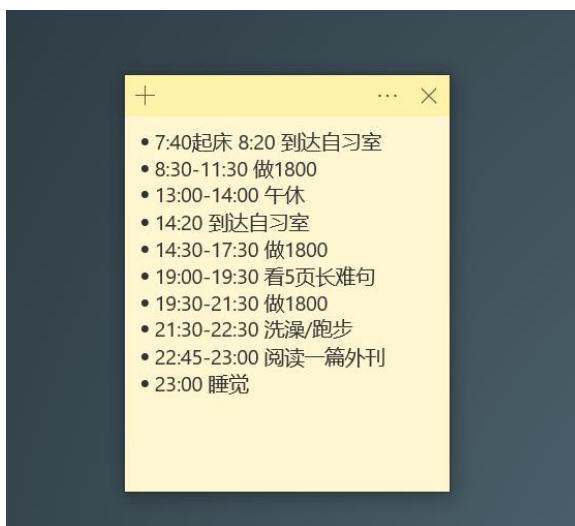 • 7:40起床 8:20 到达自习室
• 8:30-11:30 做1800
• 13:00-14:00 午休
• 14:20 到达自习室
• 14:30-17:30 做1800
• 19:00-19:30 看5页长难句
• 19:30-21:30 做1800
• 21:30-22:30 洗澡/跑步
• 22:45-23:00 阅读一篇外刊
• 23:00 睡觉